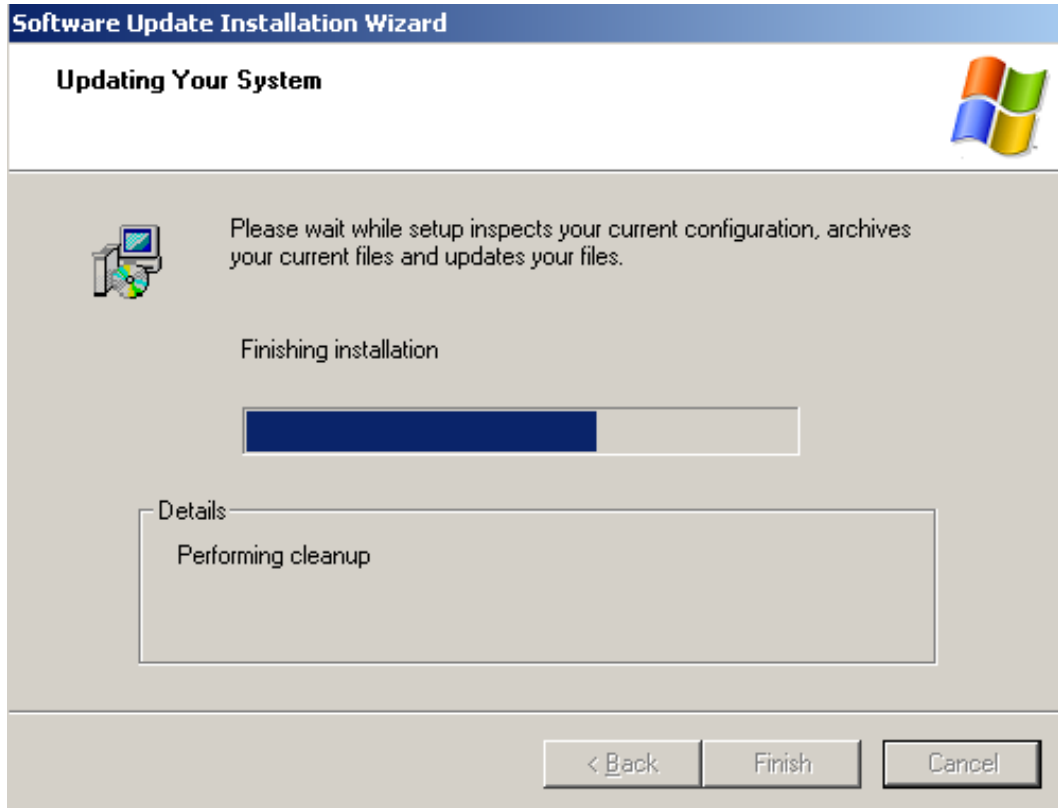 Software Update Installation Wizard
Updating Your System
Please wait while setup inspects your current configuration, archives
your current files and updates your files.
Finishing installation
Details
Performing cleanup
< Back
Finish
Cancel